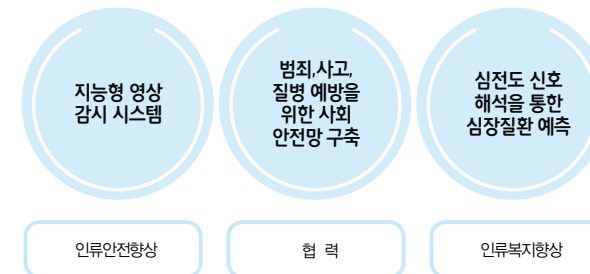 지능형 영상
감시 시스템
범죄,사고,
질병 예방을
위한 사회
안전망 구축
심전도 신호
해석을 통한
심장질환 예측
인류안전향상
협 력
인류복지향상